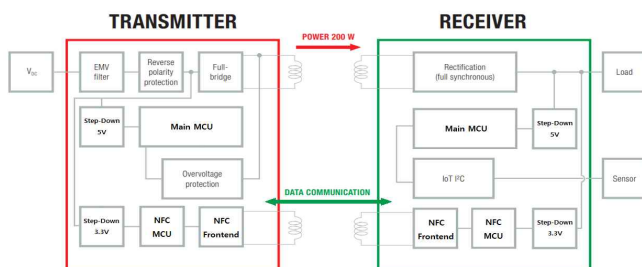 TRANSMITTER
RECEIVER
POWER 200 W
VDC
EMV
filter
Reverse
polarity
protection
Full-
bridge
Rectification
(full synchronous)
Load
Step-Down
5V
Main MCU
Main MCU
Step-Down
5V
Overvoltage
protection
IoT I²C
Sensor
DATA COMMUNICATION
Step-Down
3.3V
NFC
MCU
NFC
Frontend
NFC
Frontend
NFC
MCU
Step-Down
3.3V